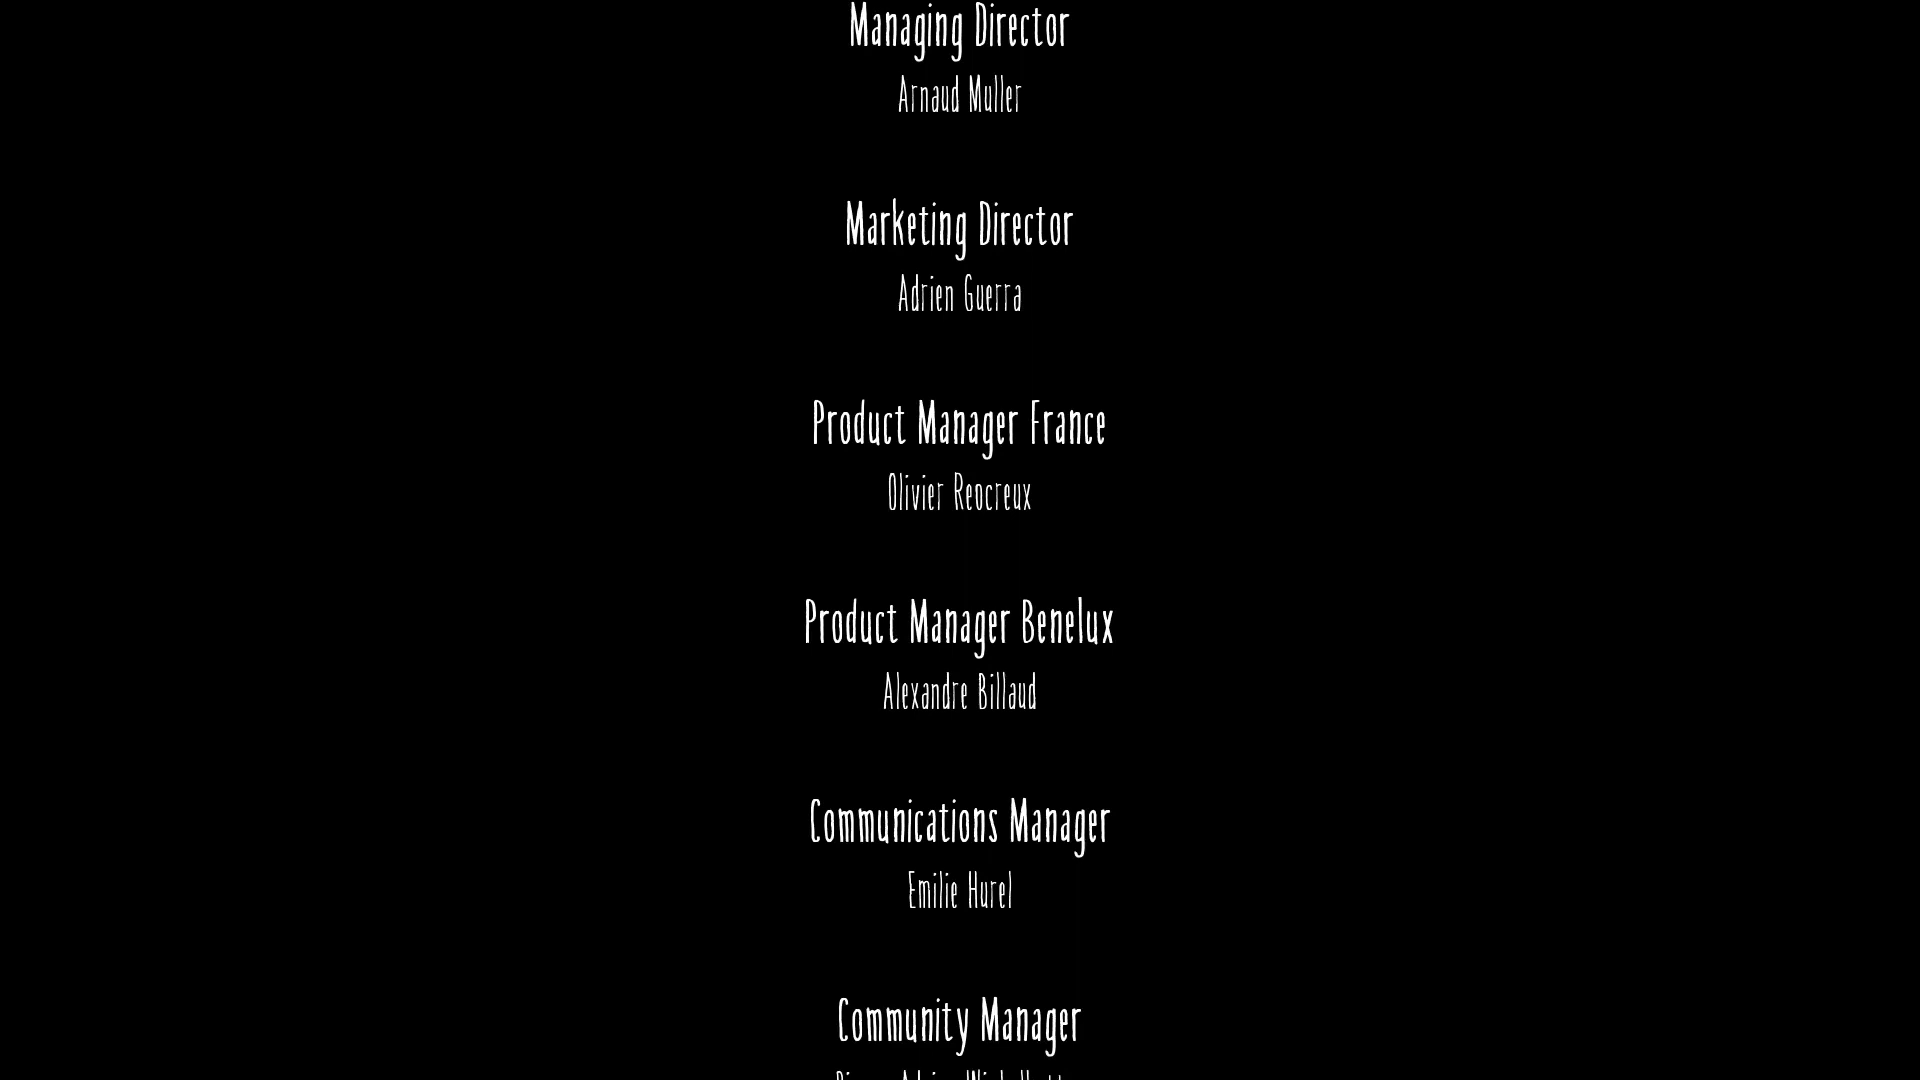 Managing Director
Arnaud Muller
Marketing Director
Adrien Guerra
Product Manager France
Olivier Reocreux
Product Manager Benelux
Alexandre Billaud
Communications Manager
Emilie Hurel
Community Manager